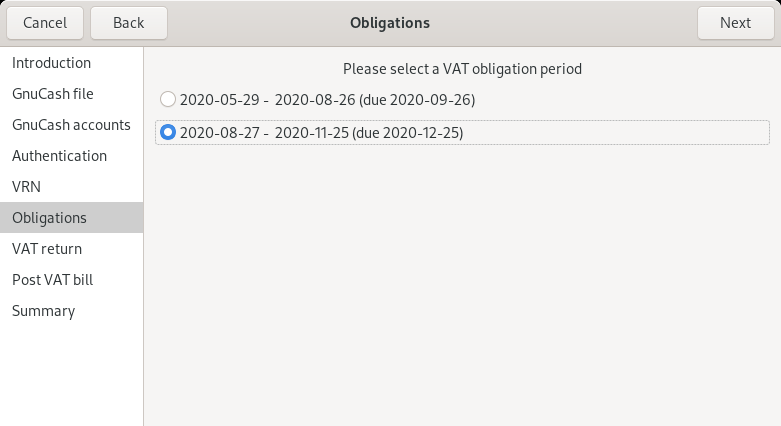 Cancel Back Obligations Next
Introduction
GnuCash file
GnuCash accounts
Authentication
VRN
Obligations
VAT return
Post VAT bill
Summary
Please select a VAT obligation period
2020-05-29 - 2020-08-26 (due 2020-09-26)
2020-08-27 - 2020-11-25 (due 2020-12-25)